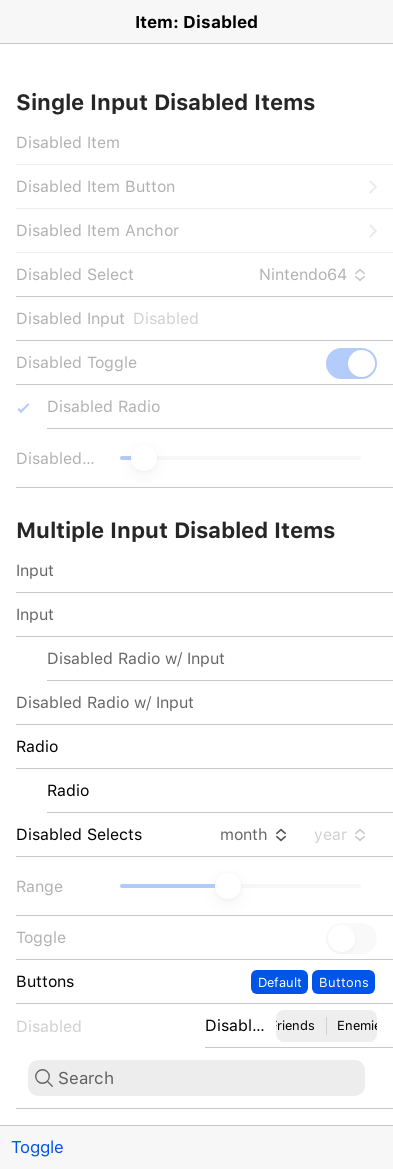 Item: Disabled
Single Input Disabled Items
Disabled Item
Disabled Item Button
Disabled Item Anchor
Disabled Select Nintendo64
Disabled Input Disabled
Disabled Toggle
Disabled Radio
Disabled...
Multiple Input Disabled Items
Input
Input
Disabled Radio w/ Input
Disabled Radio w/ Input
Radio
Radio
Disabled Selects month year
Range
Toggle
Buttons Default Buttons
Disabled Disabl... riends Enemie
Search
Toggle